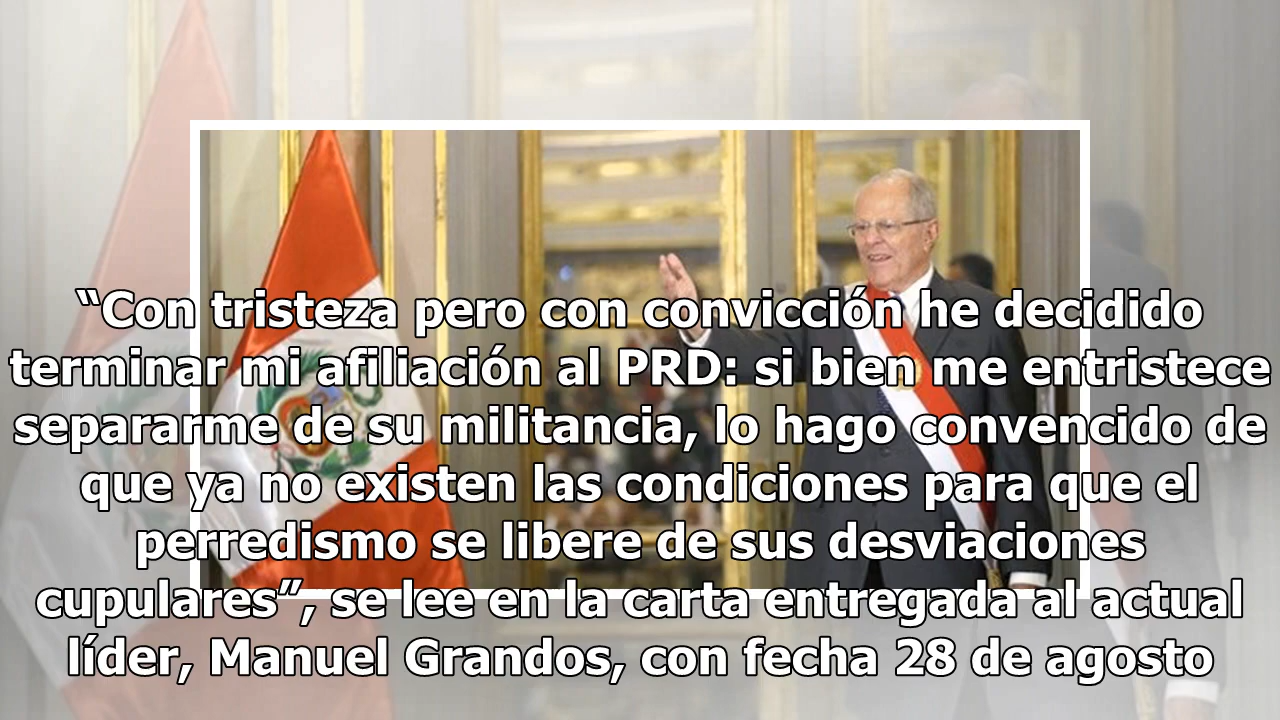 “Con tristeza pero con convicción he decidido
terminar mi afiliación al PRD: si bien me entristece
separarme de su militancia, lo hago convencido de
que ya no existen las condiciones para que el
perredismo se libere de sus desviaciones
cupulares”, se lee en la carta entregada al actual
líder, Manuel Grandos, con fecha 28 de agosto